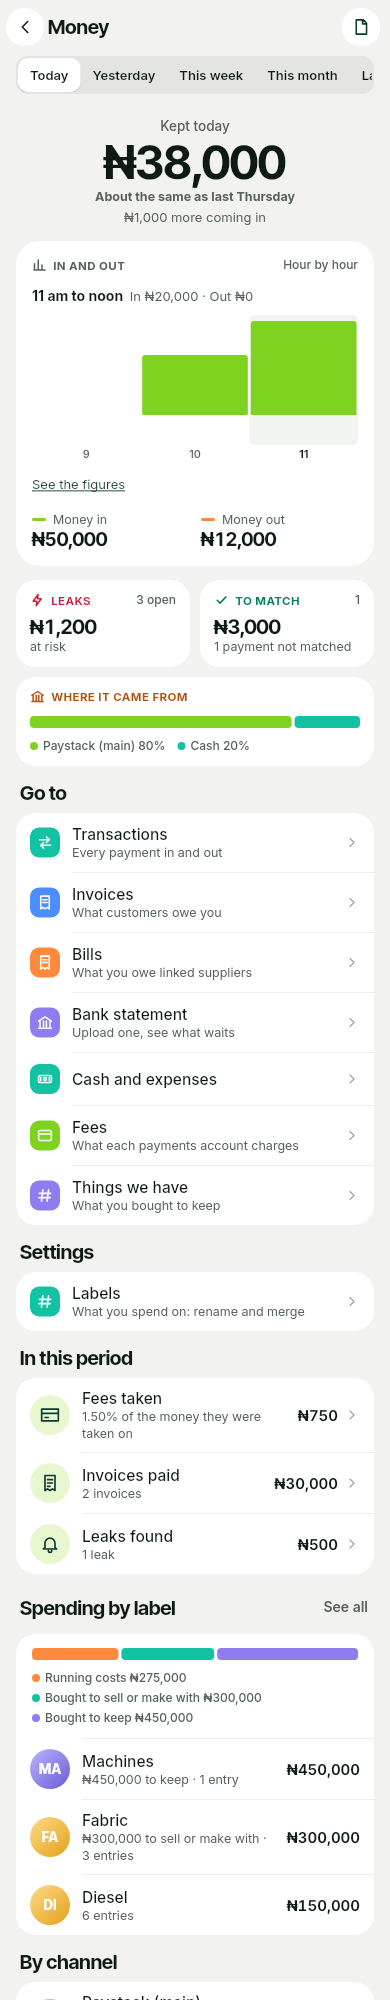 Money
Today Yesterday This week This month La
Kept today
₦38,000
About the same as last Thursday
₦1,000 more coming in
IN AND OUT Hour by hour
11 am to noon In ₦20,000 · Out ₦0
9 10 11
See the figures
Money in Money out
₦50,000 ₦12,000
LEAKS 3 open
₦1,200
at risk
TO MATCH 1
₦3,000
1 payment not matched
WHERE IT CAME FROM
Paystack (main) 80% Cash 20%
Go to
Transactions
Every payment in and out
Invoices
What customers owe you
Bills
What you owe linked suppliers
Bank statement
Upload one, see what waits
Cash and expenses
Fees
What each payments account charges
Things we have
What you bought to keep
Settings
Labels
What you spend on: rename and merge
In this period
Fees taken
1.50% of the money they were
taken on
₦750
Invoices paid
2 invoices
₦30,000
Leaks found
1 leak
₦500
Spending by label See all
Running costs ₦275,000
Bought to sell or make with ₦300,000
Bought to keep ₦450,000
MA Machines
₦450,000 to keep · 1 entry
₦450,000
FA Fabric
₦300,000 to sell or make with ·
3 entries
₦300,000
DI Diesel
6 entries
₦150,000
By channel
Paystack (main)